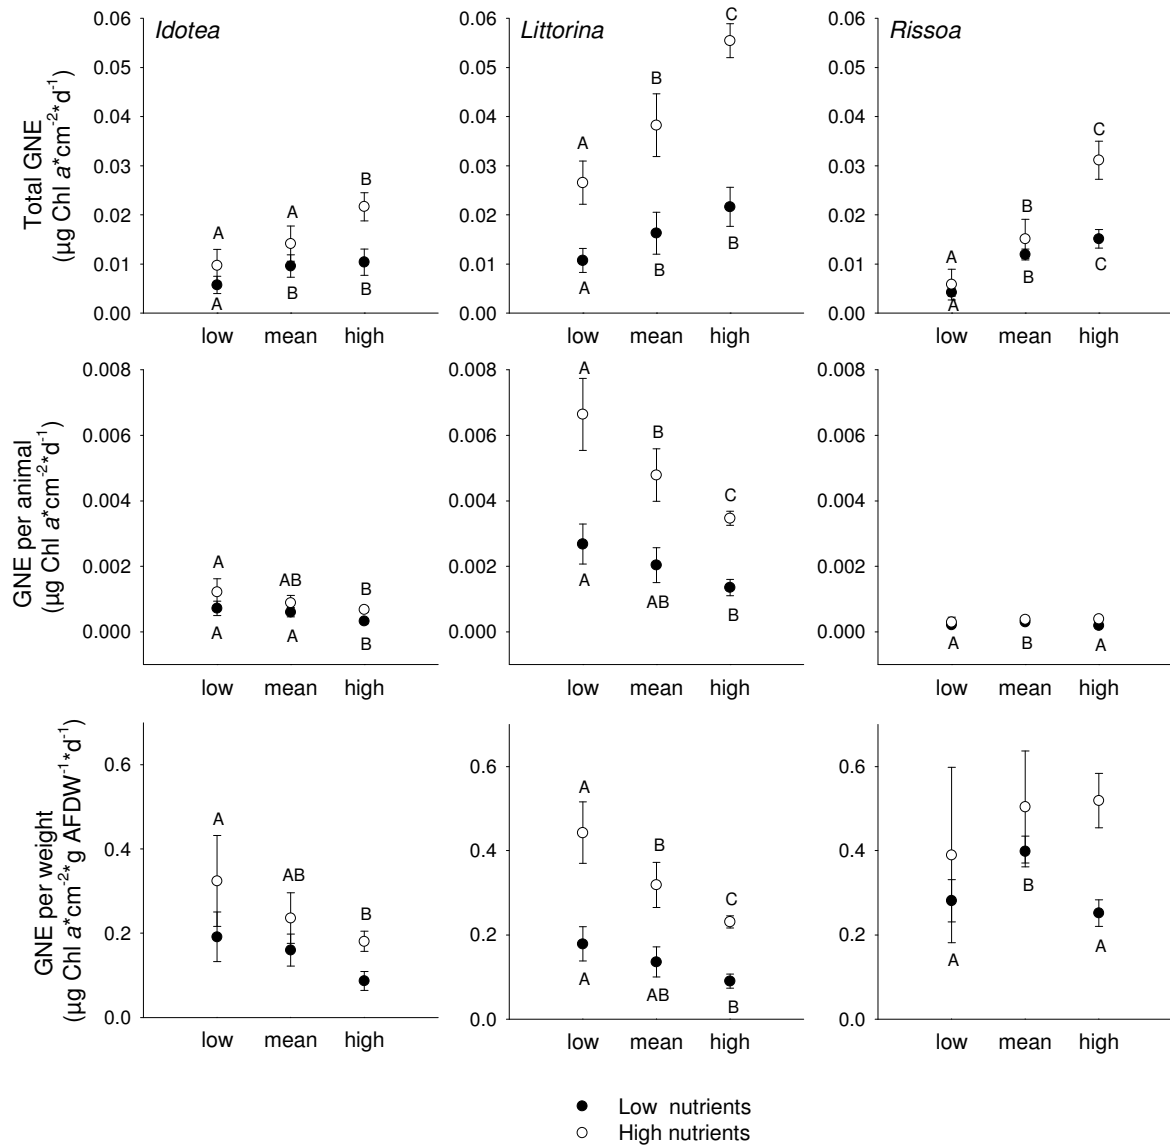 Idotea
Littorina
Rissoa
Total GNE
(µg Chl a*cm-2*d-1)
0.06
0.05
0.04
0.03
0.02
0.01
0.00
A
A
B
A
B
B
low
mean
high
0.06
0.05
0.04
0.03
0.02
0.01
0.00
A
B
C
A
B
B
low
mean
high
0.06
0.05
0.04
0.03
0.02
0.01
0.00
A
B
C
A
B
C
low
mean
high
GNE per animal
(µg Chl a*cm-2*d-1)
0.008
0.006
0.004
0.002
0.000
A
AB
B
A
A
B
low
mean
high
0.008
0.006
0.004
0.002
0.000
A
B
C
A
AB
B
low
mean
high
0.008
0.006
0.004
0.002
0.000
A
B
A
low
mean
high
GNE per weight
(µg Chl a*cm-2*g AFDW-1*d-1)
0.6
0.4
0.2
0.0
A
AB
B
low
mean
high
0.6
0.4
0.2
0.0
A
B
C
A
AB
B
low
mean
high
0.6
0.4
0.2
0.0
A
B
A
low
mean
high
Low nutrients
High nutrients